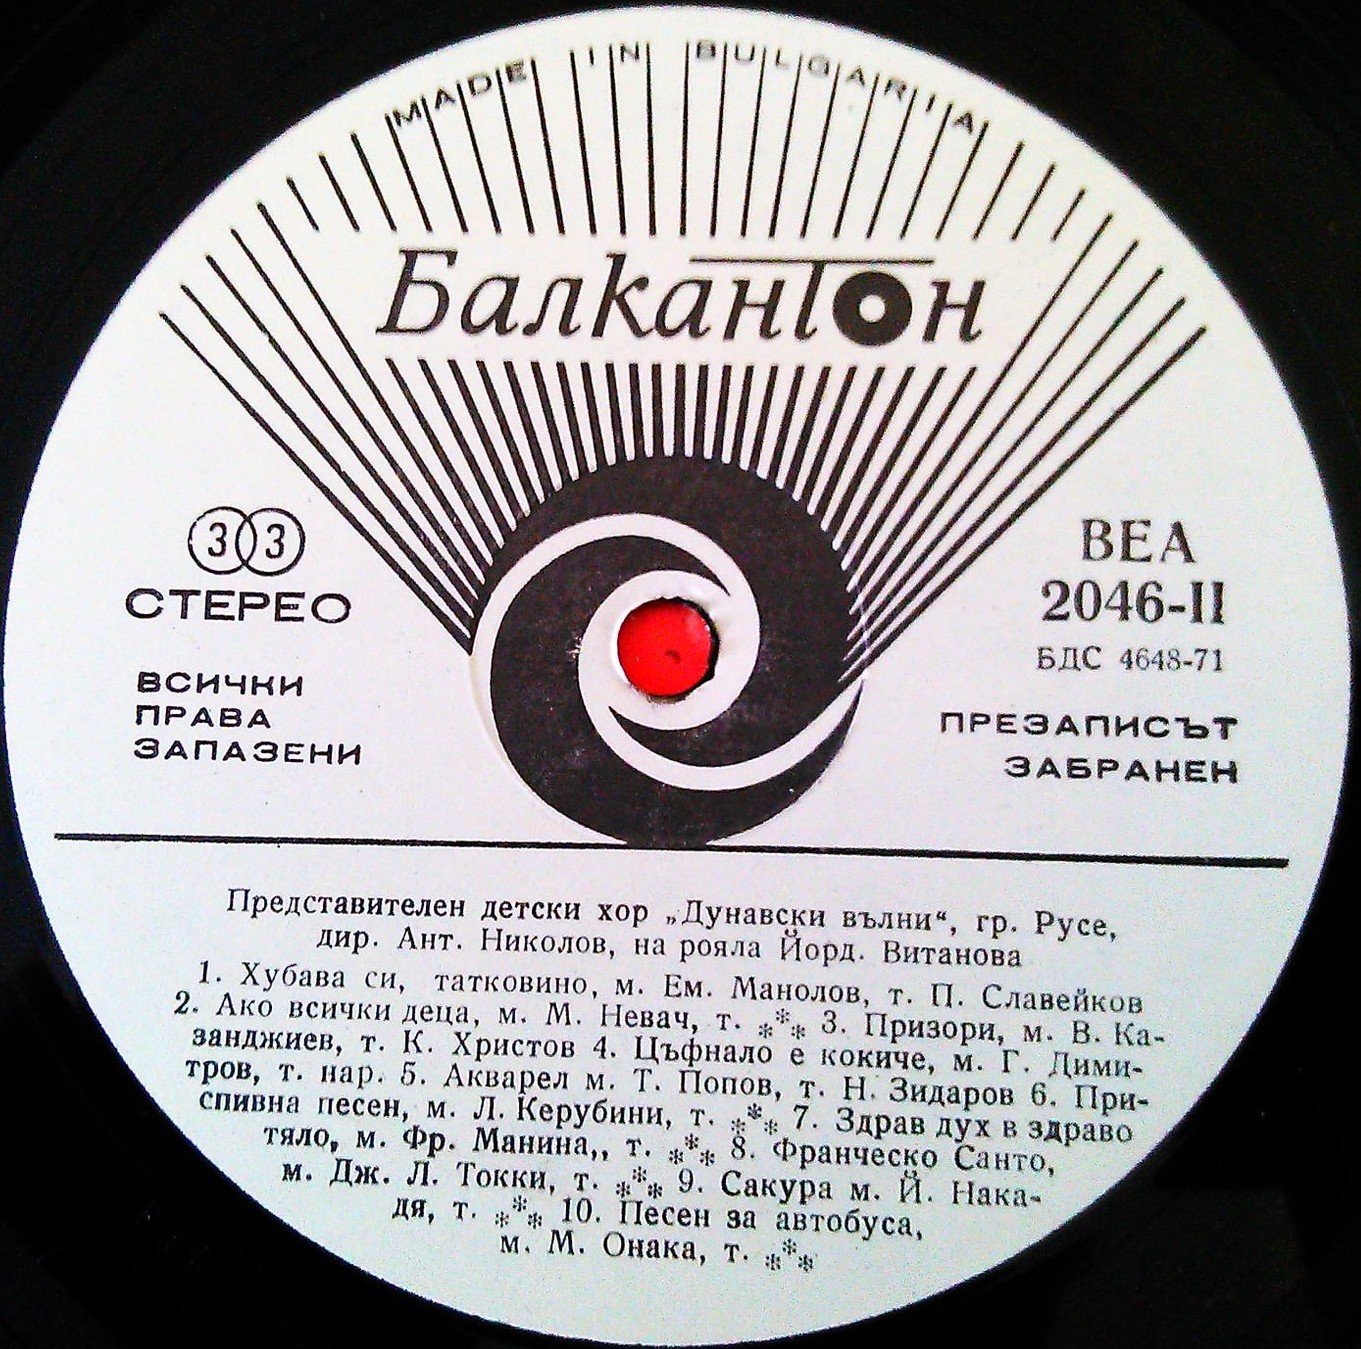 MADE IN BULGARIA
Балкантон
33
СТЕРЕО
ВСИЧКИ
ПРАВА
ЗАПАЗЕНИ
ВЕА
2046-II
БДС 4648-71
ПРЕЗАПИСЪТ
ЗАБРАНЕН
Представителен детски хор „Дунавски вълни“, гр. Русе,
дир. Ант. Николов, на рояла Йорд. Витанова
1. Хубава си, татковино, м. Ем. Манолов, т. П. Славейков
2. Ако всички деца, м. М. Невач, т. *** 3. Призори, м. В. Ка-
занджиев, т. К. Христов 4. Цъфнало е кокиче, м. Г. Дими-
тров, т. нар. 5. Акварел м. Т. Попов, т. Н. Зидаров 6. При-
спивна песен, м. Л. Керубини, т. *** 7. Здрав дух в здраво
тяло, м. Фр. Манина,, т. *** 8. Франческо Санто,
м. Дж. Л. Токки, т. *** 9. Сакура м. Й. Нака-
дя, т. *** 10. Песен за автобуса,
м. М. Онака, т. ***